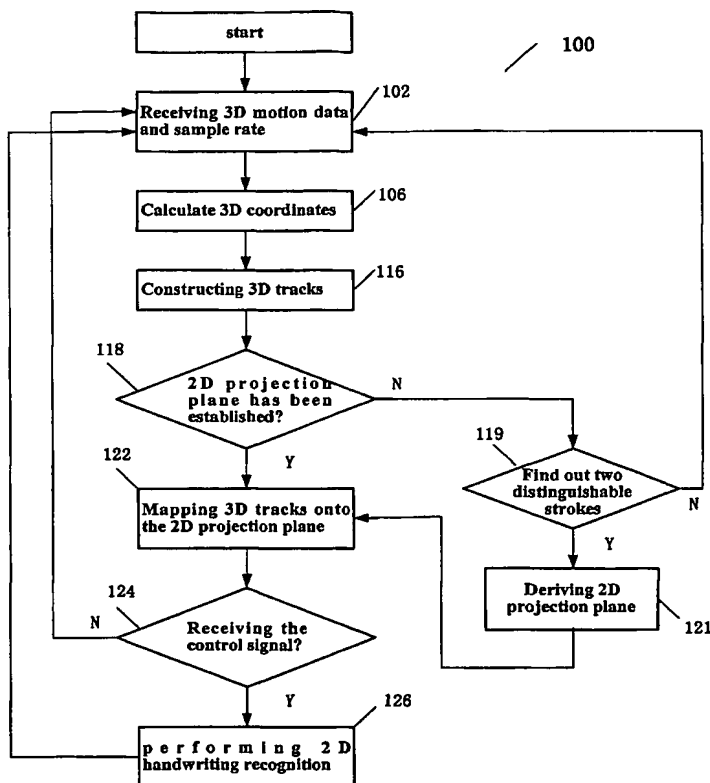 start
100
Receiving 3D motion data
and sample rate
102
Calculate 3D coordinates
106
Constructing 3D tracks
116
118
2D projection
plane has been
established?
N
Y
119
Find out two
distinguishable
strokes
N
Y
122
Mapping 3D tracks onto
the 2D projection plane
Deriving 2D
projection plane
121
124
N
Receiving the
control signal?
Y
126
performing 2D
handwriting recognition